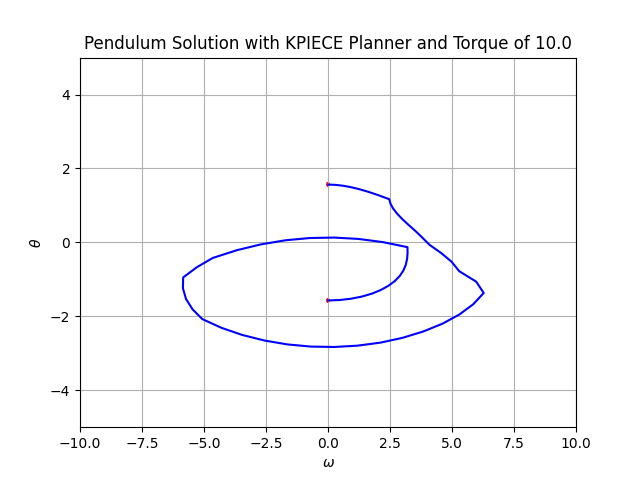 Pendulum Solution with KPIECE Planner and Torque of 10.0
4
2
0
−2
−4
θ
−10.0 −7.5 −5.0 −2.5 0.0 2.5 5.0 7.5 10.0
ω